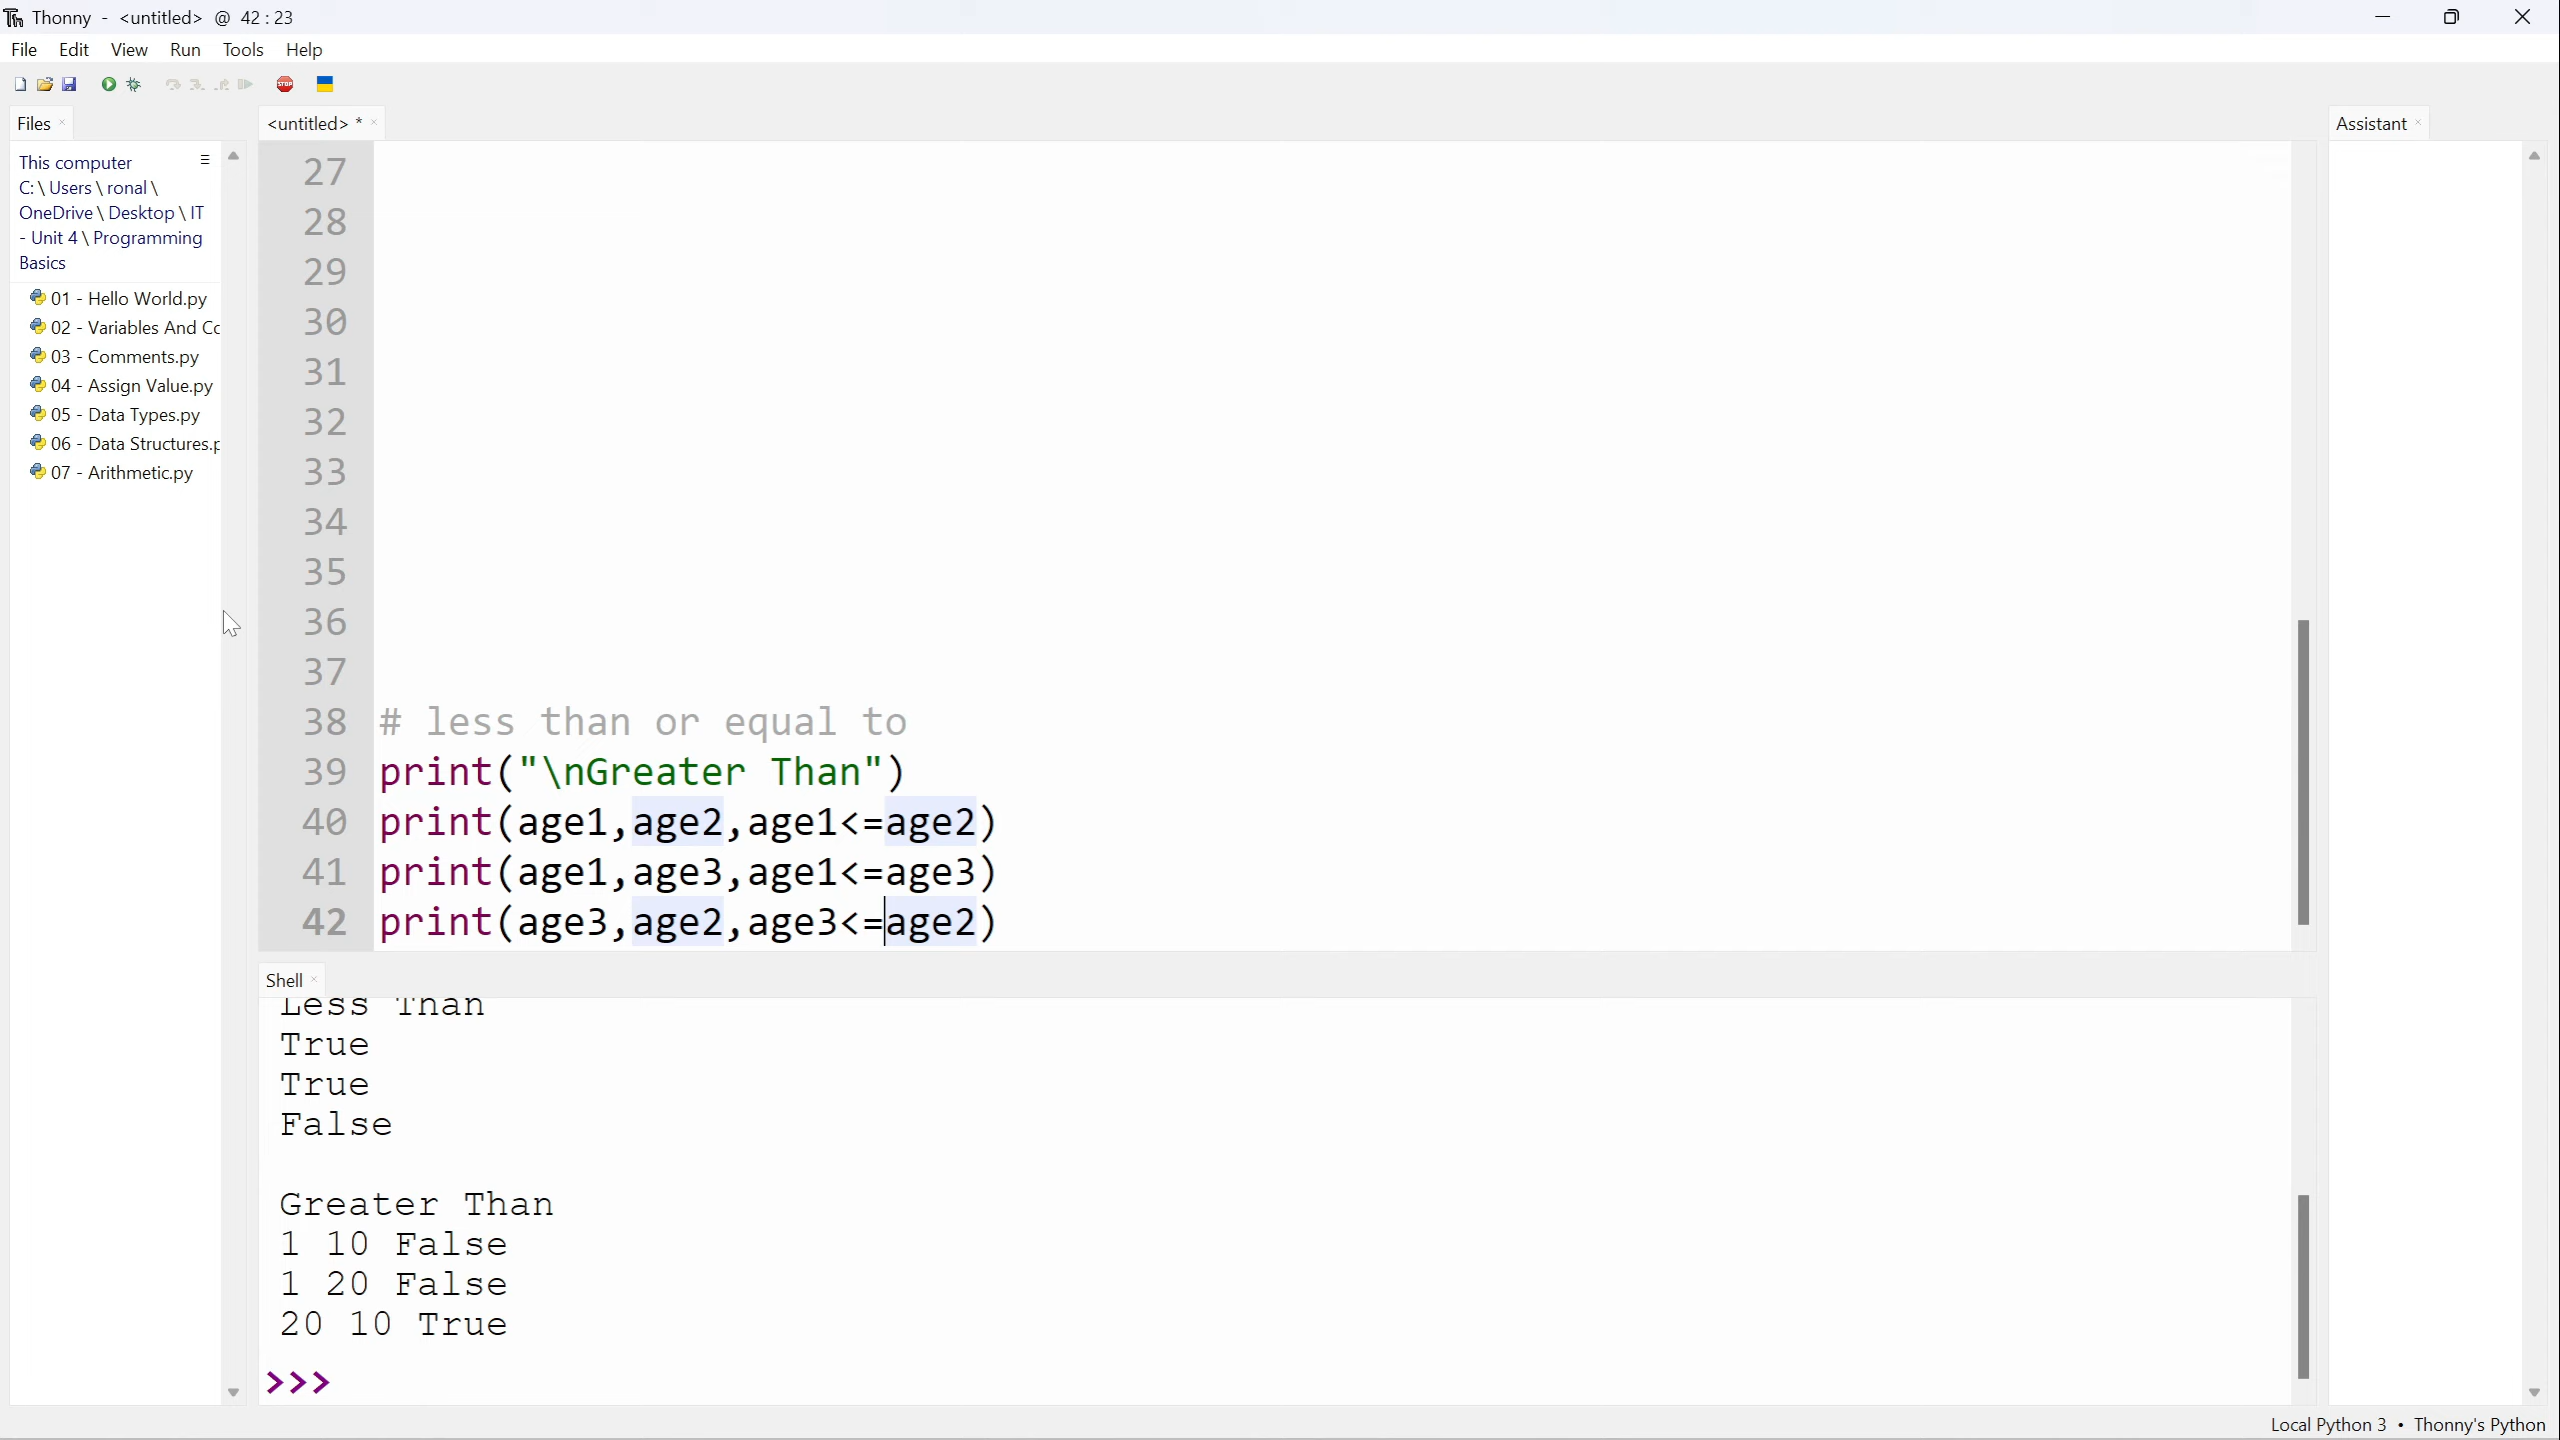 Thonny - <untitled> @ 42 : 23
File Edit View Run Tools Help
STOP
Files
<untitled> *
Assistant
This computer
C: \ Users \ ronal \
OneDrive \ Desktop \ IT
- Unit 4 \ Programming
Basics
01 - Hello World.py
02 - Variables And Cc
03 - Comments.py
04 - Assign Value.py
05 - Data Types.py
06 - Data Structures.p
07 - Arithmetic.py
27
28
29
30
31
32
33
34
35
36
37
38 # less than or equal to
39 print("\nGreater Than")
40 print(age1,age2,age1<=age2)
41 print(age1,age3,age1<=age3)
42 print(age3,age2,age3<=age2)
Shell
Less Than
True
True
False
Greater Than
1 10 False
1 20 False
20 10 True
>>>
Local Python 3 • Thonny's Python